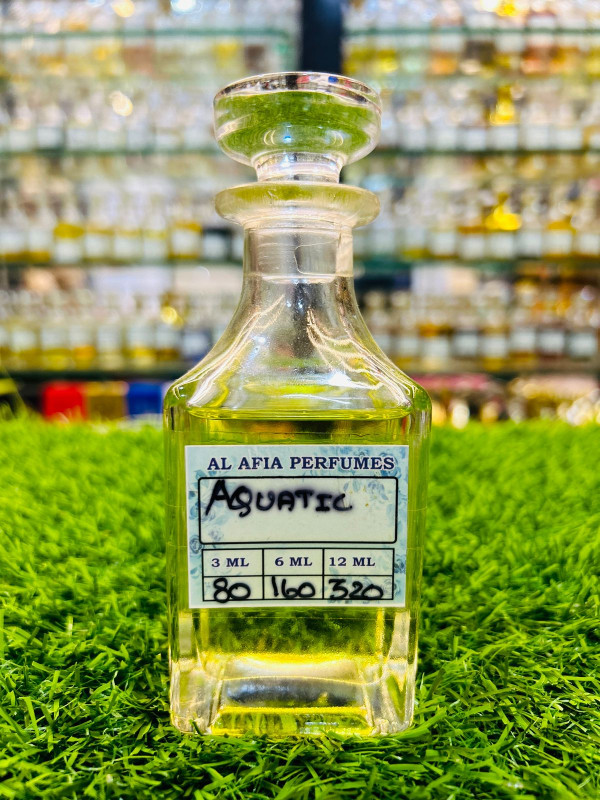 AL AFIA PERFUMES
AQUATIC
3 ML 6 ML 12 ML
80 160 320